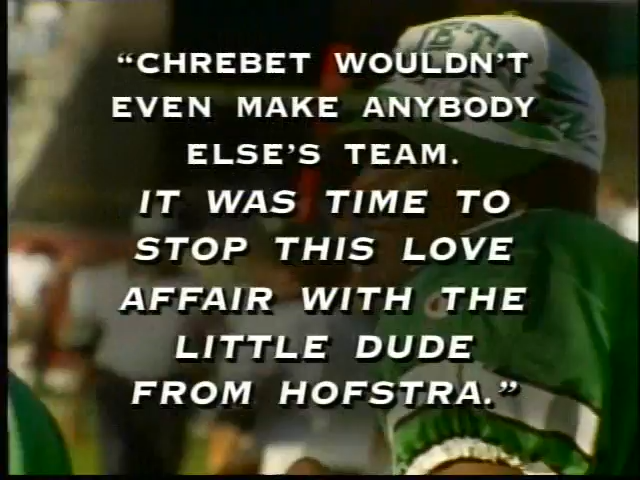 “CHREBET WOULDN’T
EVEN MAKE ANYBODY
ELSE’S TEAM.
IT WAS TIME TO
STOP THIS LOVE
AFFAIR WITH THE
LITTLE DUDE
FROM HOFSTRA.”
JETS